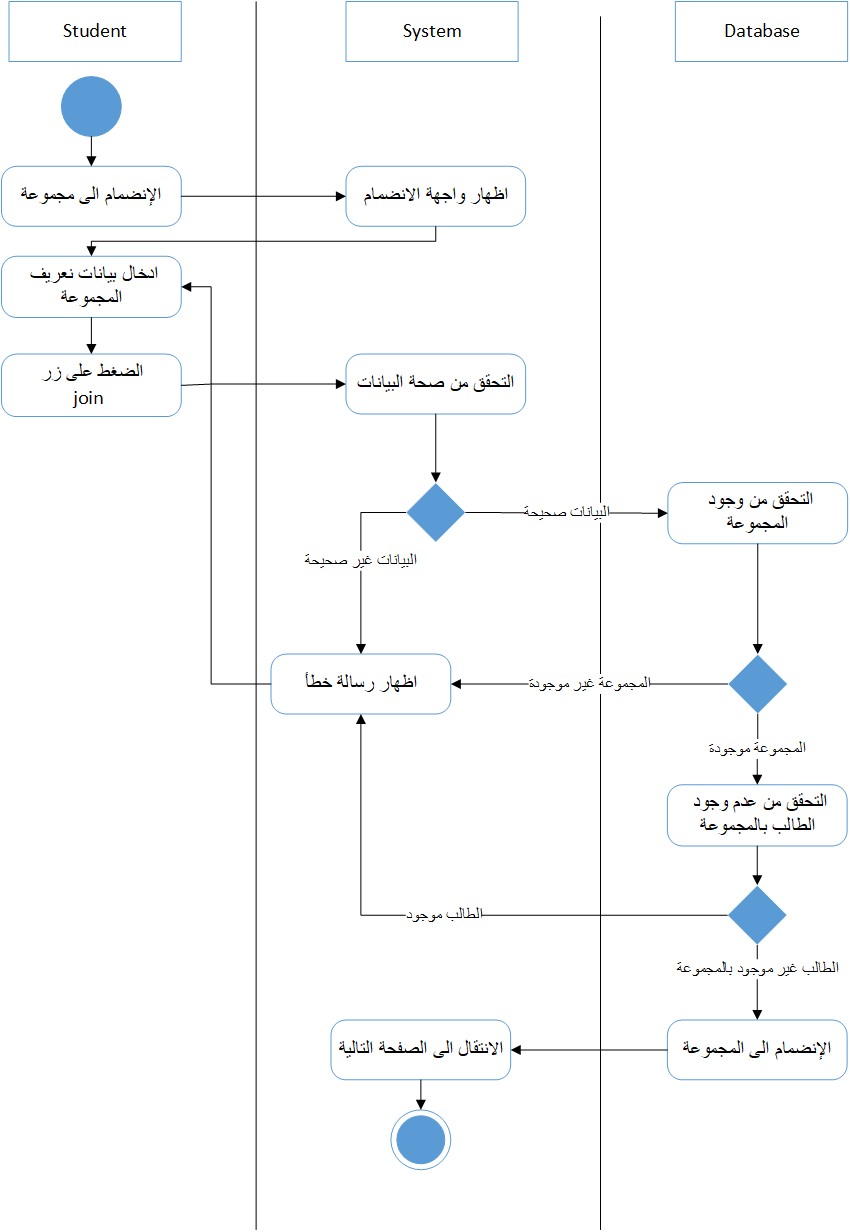 Student
System
Database
الإنضمام الى مجموعة
اظهار واجهة الانضمام
ادخال بيانات نعريف
المجموعة
الضغط على زر
join
التحقق من صحة البيانات
البيانات صحيحة
التحقق من وجود
المجموعة
البيانات غير صحيحة
اظهار رسالة خطأ
المجموعة غير موجودة
المجموعة موجودة
التحقق من عدم وجود
الطالب بالمجموعة
الطالب موجود
الطالب غير موجود بالمجموعة
الإنضمام الى المجموعة
الانتقال الى الصفحة التالية